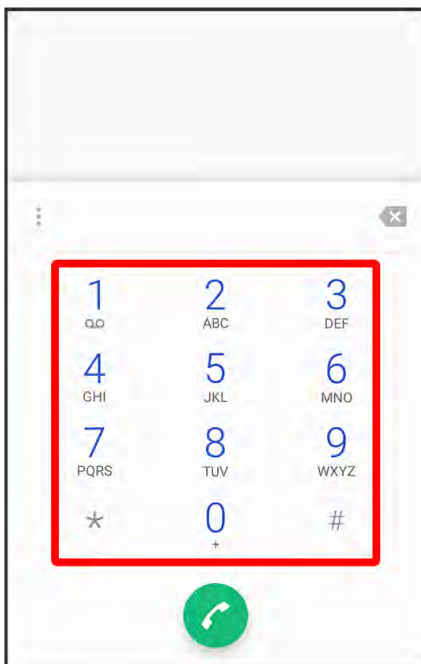 1 2 3
ABC DEF
4 5 6
GHI JKL MNO
7 8 9
PQRS TUV WXYZ
* 0 #
+